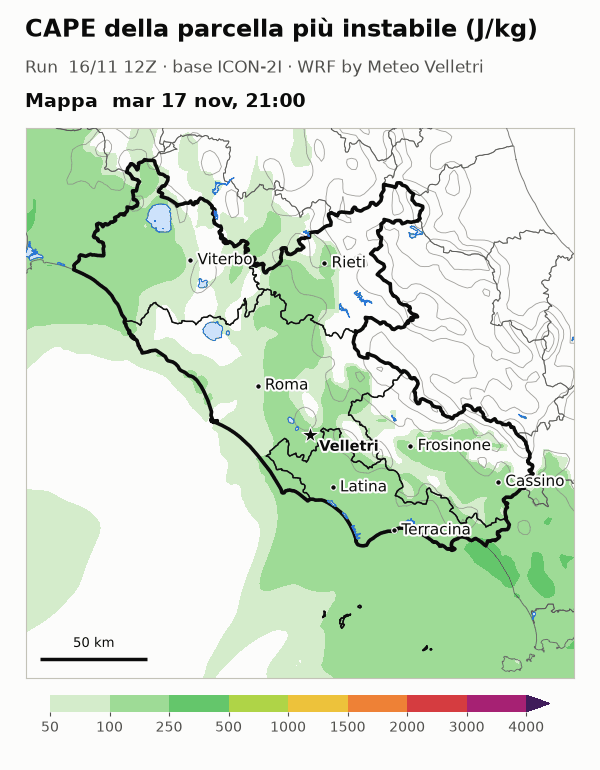 CAPE della parcella più instabile (J/kg)
Run  16/11 12Z · base ICON-2I · WRF by Meteo Velletri
Mappa  mar 17 nov, 21:00
Viterbo
Rieti
Roma
Velletri
Frosinone
Cassino
Latina
Terracina
50 km
50 100 250 500 1000 1500 2000 3000 4000